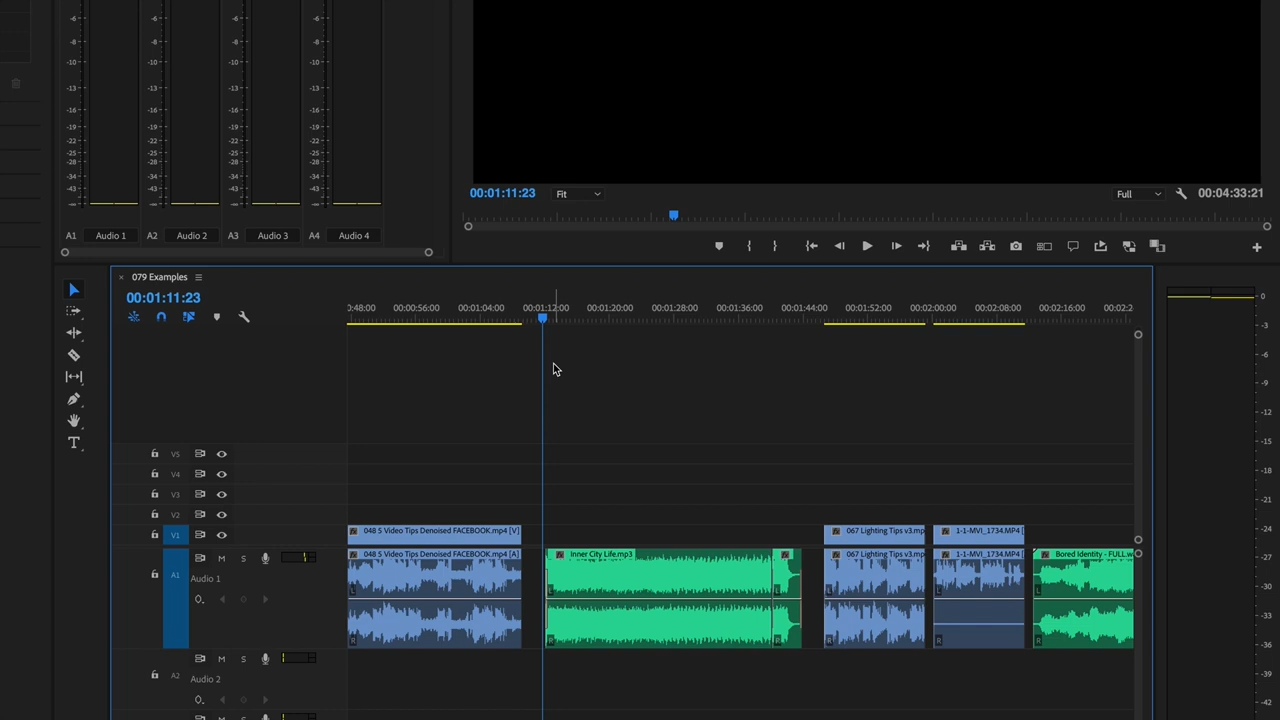 -6 -6 -6 -6
-8 -8 -8 -8
-10 -10 -10 -10
-13 -13 -13 -13
-16 -16 -16 -16
-19 -19 -19 -19
-22 -22 -22 -22
-25 -25 -25 -25
-28 -28 -28 -28
-34 -34 -34 -34
-43 -43 -43 -43
A1 Audio 1 A2 Audio 2 A3 Audio 3 A4 Audio 4
00:01:11:23 Fit Full 00:04:33:21
079 Examples
00:01:11:23
0:48:00 00:00:56:00 00:01:04:00 00:01:12:00 00:01:20:00 00:01:28:00 00:01:36:00 00:01:44:00 00:01:52:00 00:02:00:00 00:02:08:00 00:02:16:00 00:02:2
V5
V4
V3
V2
V1 048 5 Video Tips Denoised FACEBOOK.mp4 [V] 067 Lighting Tips v3.mp 1-1-MVI_1734.MP4 [
A1 M S 048 5 Video Tips Denoised FACEBOOK.mp4 [A] Inner City Life.mp3 067 Lighting Tips v3.mp 1-1-MVI_1734.MP4 [ Bored Identity - FULL.w
Audio 1
L L L L L L
R R R R R R
A2 M S
Audio 2
0
-3
-6
-9
-12
-15
-18
-21
-24
-27
-30
-33
-36
-39
-42